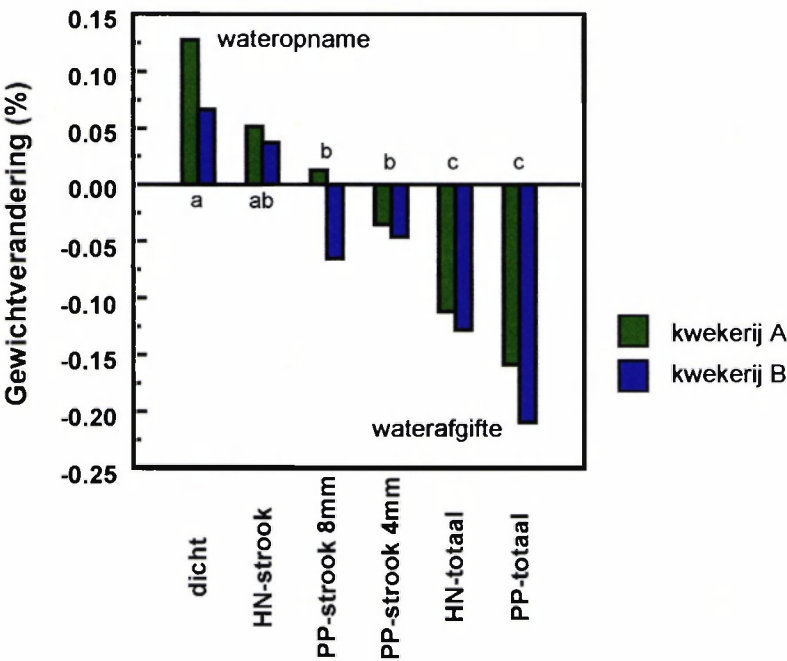 Gewichtverandering (%)
0.15
0.10
0.05
0.00
-0.05
-0.10
-0.15
-0.20
-0.25
wateropname
b b c c
a ab
waterafgifte
dicht
HN-strook
PP-strook 8mm
PP-strook 4mm
HN-totaal
PP-totaal
kwekerij A
kwekerij B